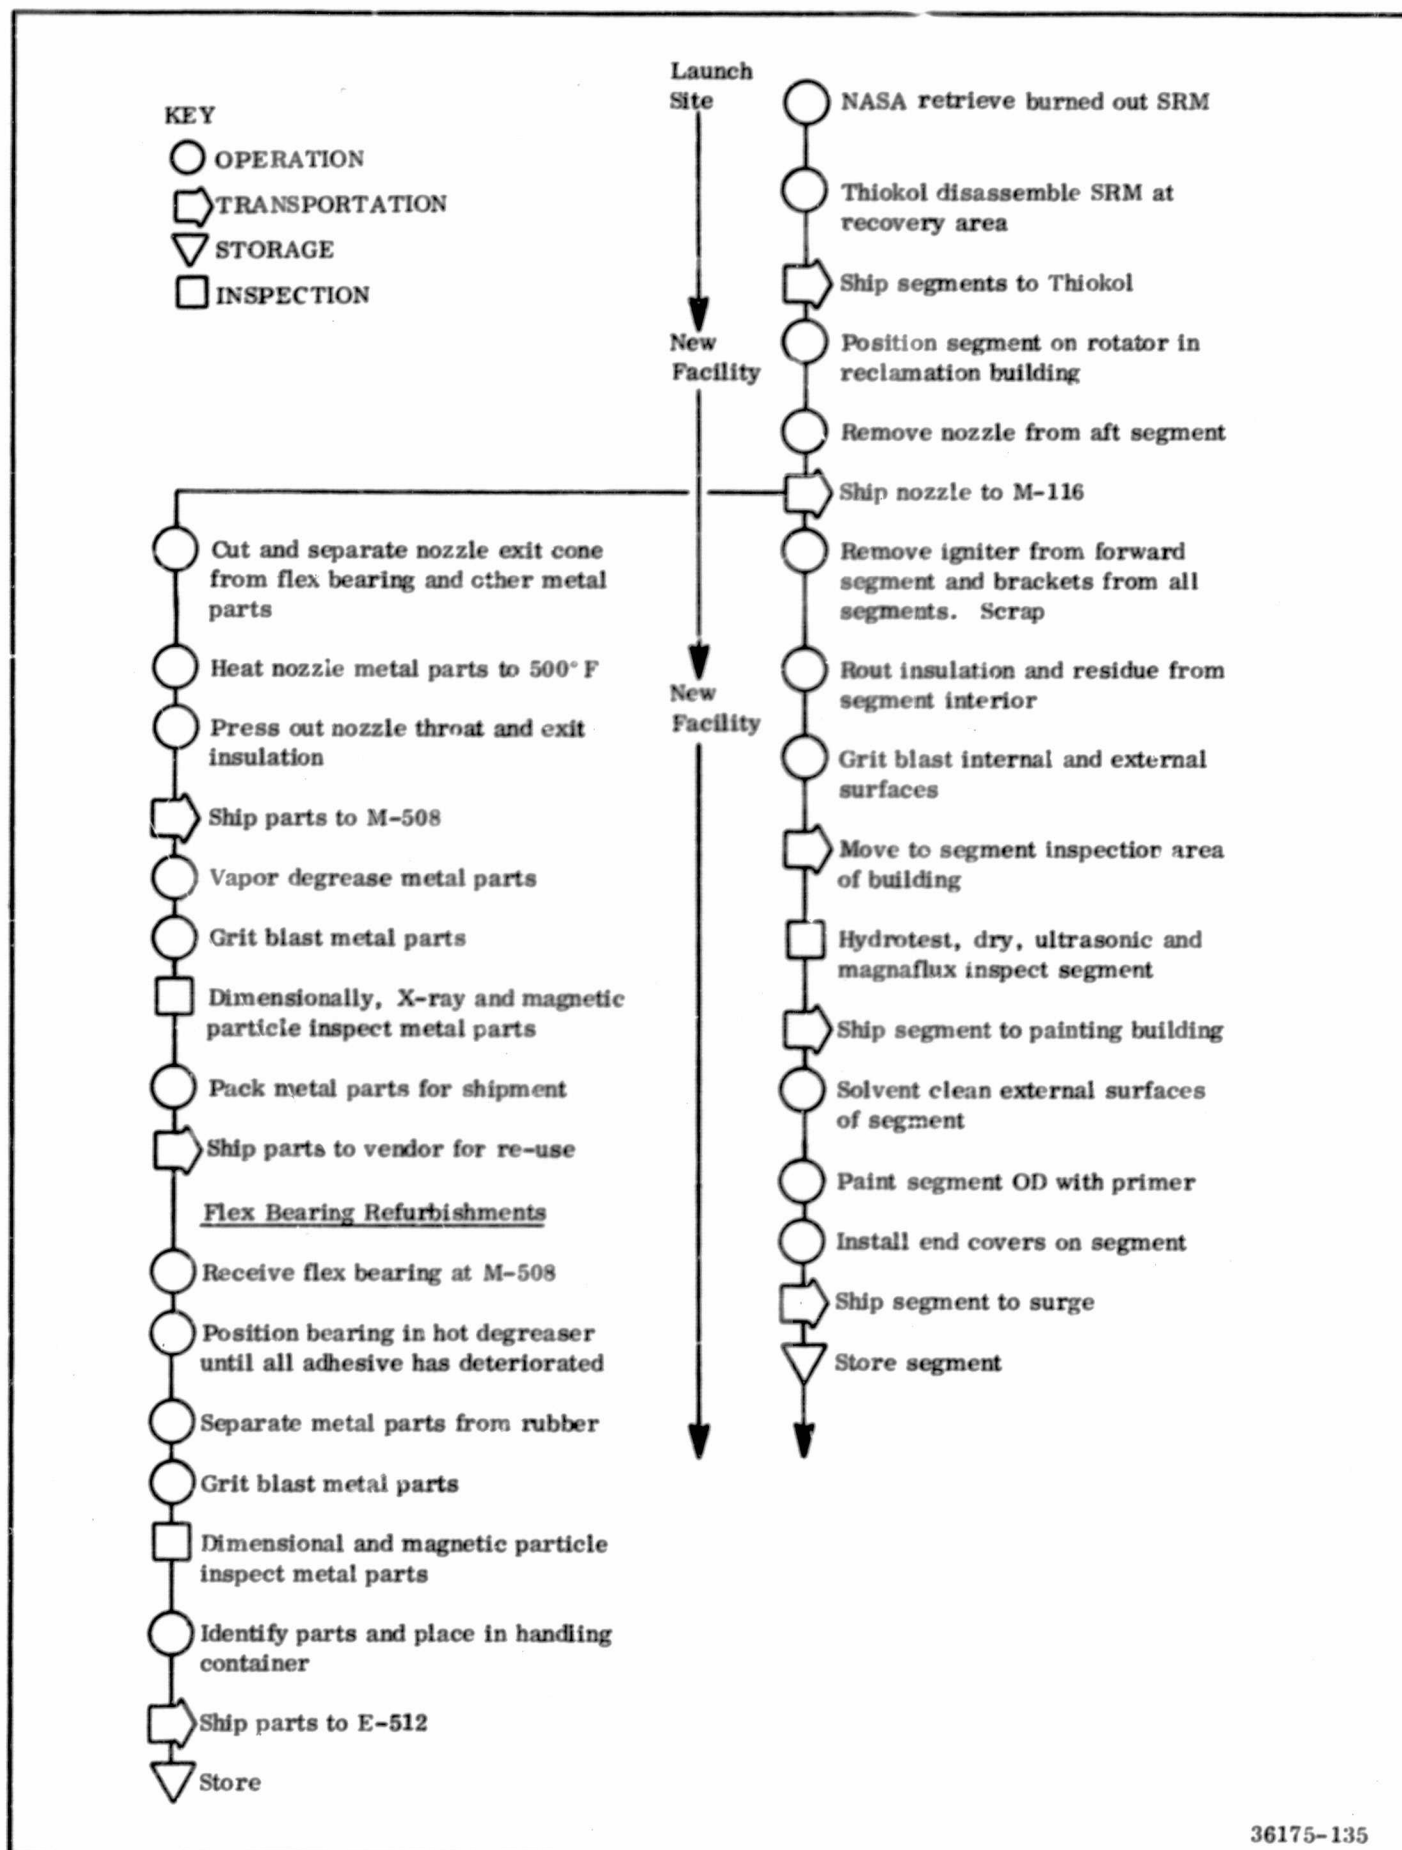 KEY
OPERATION
TRANSPORTATION
STORAGE
INSPECTION
Launch
Site
New
Facility
New
Facility
NASA retrieve burned out SRM
Thiokol disassemble SRM at
recovery area
Ship segments to Thiokol
Position segment on rotator in
reclamation building
Remove nozzle from aft segment
Ship nozzle to M-116
Remove igniter from forward
segment and brackets from all
segments. Scrap
Rout insulation and residue from
segment interior
Grit blast internal and external
surfaces
Move to segment inspection area
of building
Hydrotest, dry, ultrasonic and
magnaflux inspect segment
Ship segment to painting building
Solvent clean external surfaces
of segment
Paint segment OD with primer
Install end covers on segment
Ship segment to surge
Store segment
Cut and separate nozzle exit cone
from flex bearing and other metal
parts
Heat nozzle metal parts to 500° F
Press out nozzle throat and exit
insulation
Ship parts to M-508
Vapor degrease metal parts
Grit blast metal parts
Dimensionally, X-ray and magnetic
particle inspect metal parts
Pack metal parts for shipment
Ship parts to vendor for re-use
Flex Bearing Refurbishments
Receive flex bearing at M-508
Position bearing in hot degreaser
until all adhesive has deteriorated
Separate metal parts from rubber
Grit blast metal parts
Dimensional and magnetic particle
inspect metal parts
Identify parts and place in handling
container
Ship parts to E-512
Store
36175-135